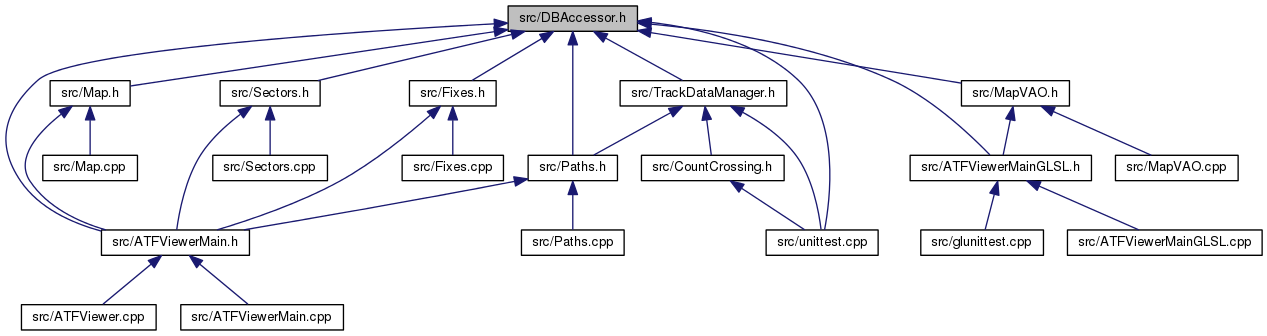 src/DBAccessor.h
src/Map.h
src/Sectors.h
src/Fixes.h
src/TrackDataManager.h
src/MapVAO.h
src/Map.cpp
src/Sectors.cpp
src/Fixes.cpp
src/Paths.h
src/CountCrossing.h
src/ATFViewerMainGLSL.h
src/MapVAO.cpp
src/ATFViewerMain.h
src/Paths.cpp
src/unittest.cpp
src/glunittest.cpp
src/ATFViewerMainGLSL.cpp
src/ATFViewer.cpp
src/ATFViewerMain.cpp